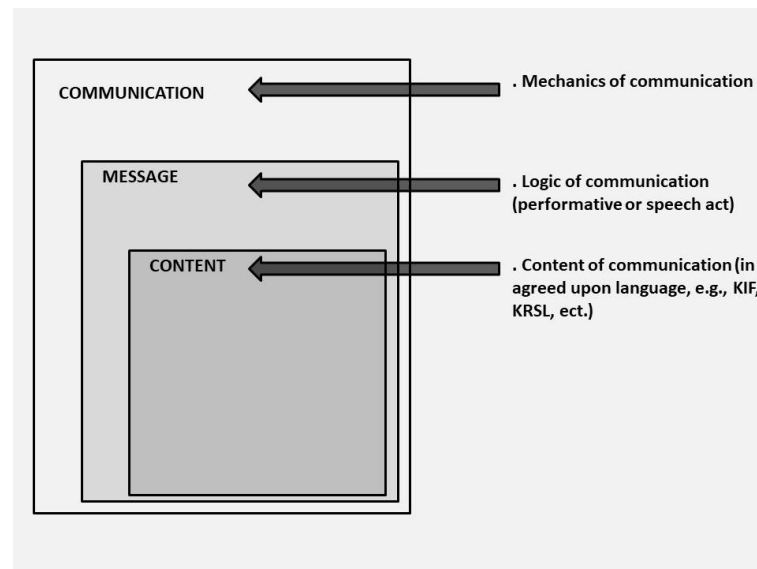 COMMUNICATION
. Mechanics of communication
MESSAGE
. Logic of communication
(performative or speech act)
CONTENT
. Content of communication (in
agreed upon language, e.g., KIF,
KRSL, ect.)